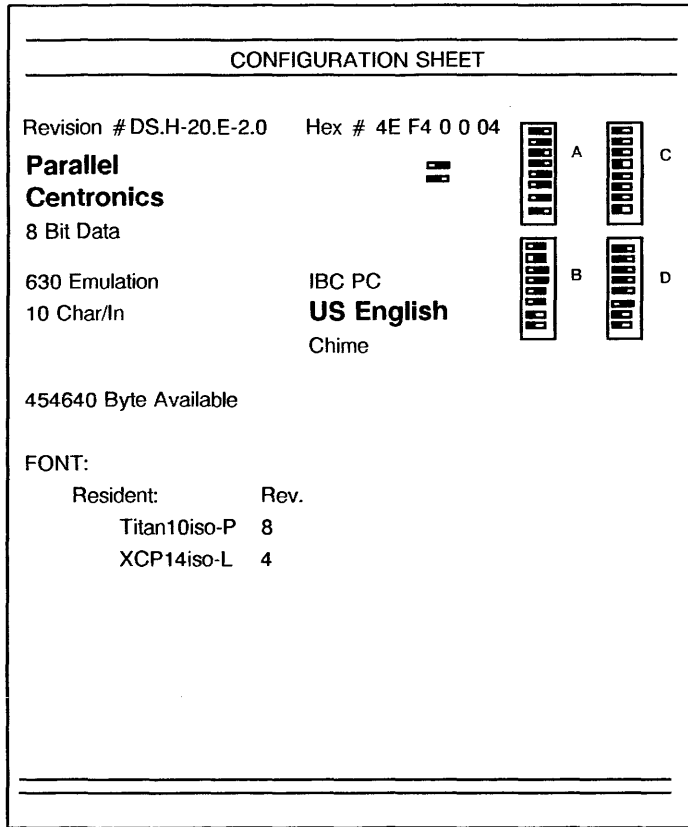 CONFIGURATION SHEET
Revision # DS.H-20.E-2.0 Hex # 4E F4 0 0 04
Parallel
Centronics
8 Bit Data
A
C
630 Emulation IBC PC
10 Char/In US English
Chime
B
D
454640 Byte Available
FONT:
Resident: Rev.
Titan10iso-P 8
XCP14iso-L 4